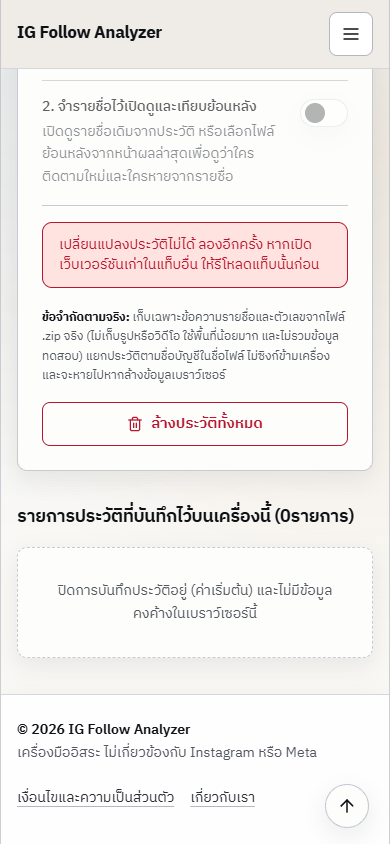 IG Follow Analyzer
2. จำรายชื่อไว้เปิดดูและเทียบย้อนหลัง
เปิดดูรายชื่อเดิมจากประวัติ หรือเลือกไฟล์
ย้อนหลังจากหน้าผลล่าสุดเพื่อดูว่าใคร
ติดตามใหม่และใครหายจากรายชื่อ
เปลี่ยนแปลงประวัติไม่ได้ ลองอีกครั้ง หากเปิด
เว็บเวอร์ชันเก่าในแท็บอื่น ให้รีโหลดแท็บนั้นก่อน
ข้อจำกัดตามจริง: เก็บเฉพาะข้อความรายชื่อและตัวเลขจากไฟล์
.zip จริง (ไม่เก็บรูปหรือวิดีโอ ใช้พื้นที่น้อยมาก และไม่รวมข้อมูล
ทดสอบ) แยกประวัติตามชื่อบัญชีในชื่อไฟล์ ไม่ซิงก์ข้ามเครื่อง
และจะหายไปหากล้างข้อมูลเบราว์เซอร์
ล้างประวัติทั้งหมด
รายการประวัติที่บันทึกไว้บนเครื่องนี้ (0รายการ)
ปิดการบันทึกประวัติอยู่ (ค่าเริ่มต้น) และไม่มีข้อมูล
คงค้างในเบราว์เซอร์นี้
© 2026 IG Follow Analyzer
เครื่องมืออิสระ ไม่เกี่ยวข้องกับ Instagram หรือ Meta
เงื่อนไขและความเป็นส่วนตัว เกี่ยวกับเรา